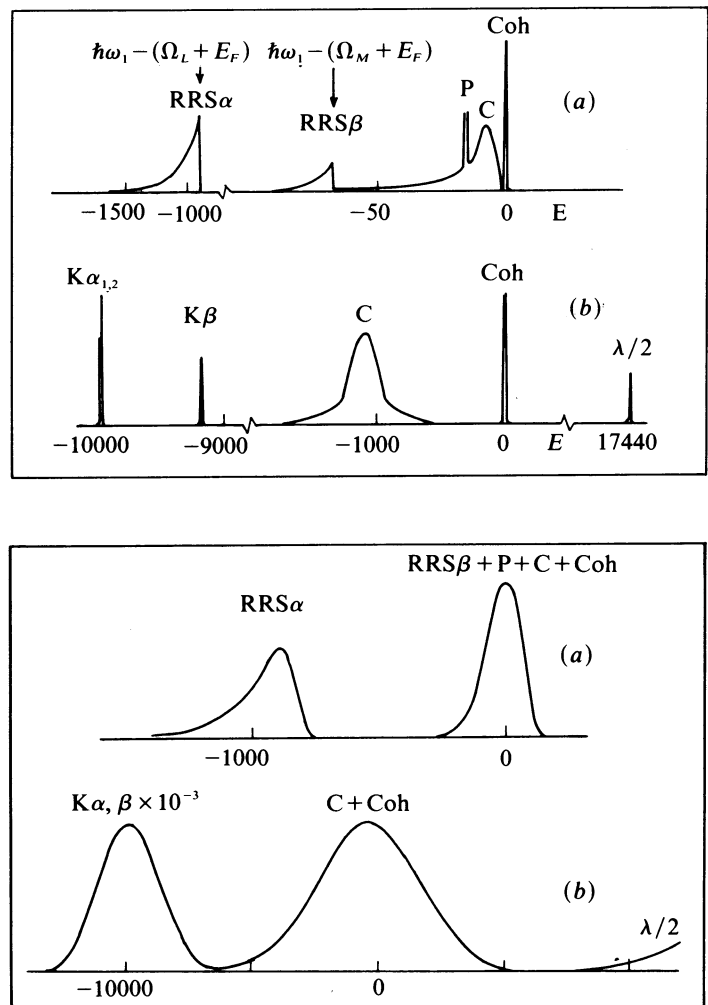 Coh
ħω₁−(Ω_L + E_F) ħω₁−(Ω_M + E_F)
RRSα RRSβ P C (a)
−1500 −1000 −50 0 E
Kα₁,₂ Kβ C Coh (b) λ/2
−10000 −9000 −1000 0 E 17440
RRSβ + P + C + Coh
RRSα (a)
−1000 0
Kα, β × 10⁻³ C + Coh (b) λ/2
−10000 0